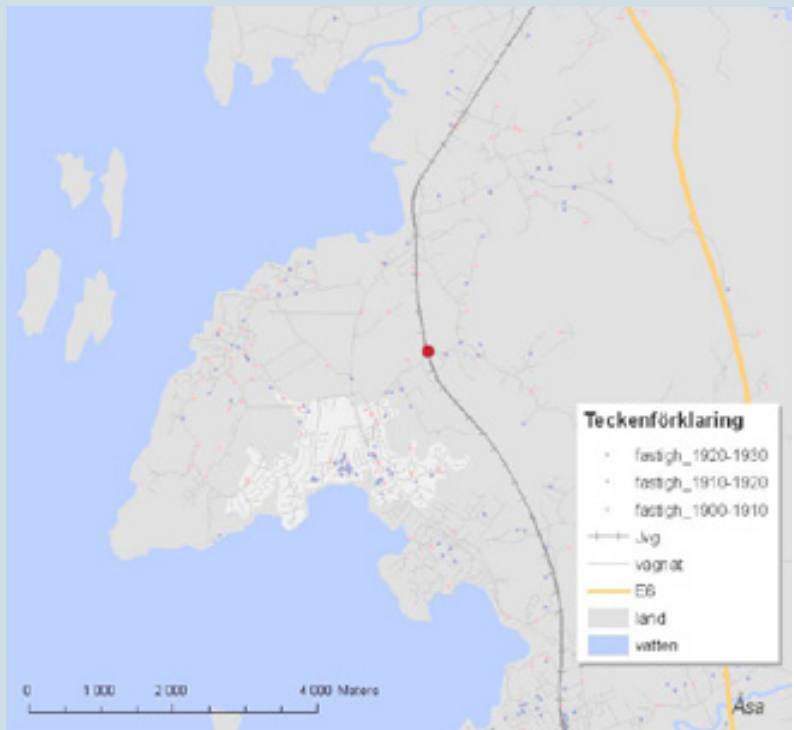 Teckenförklaring
fastigh_1920-1930
fastigh_1910-1920
fastigh_1900-1910
Jvg
vägnät
E6
land
vatten
0 1 000 2 000 4 000 Meters
Åsa